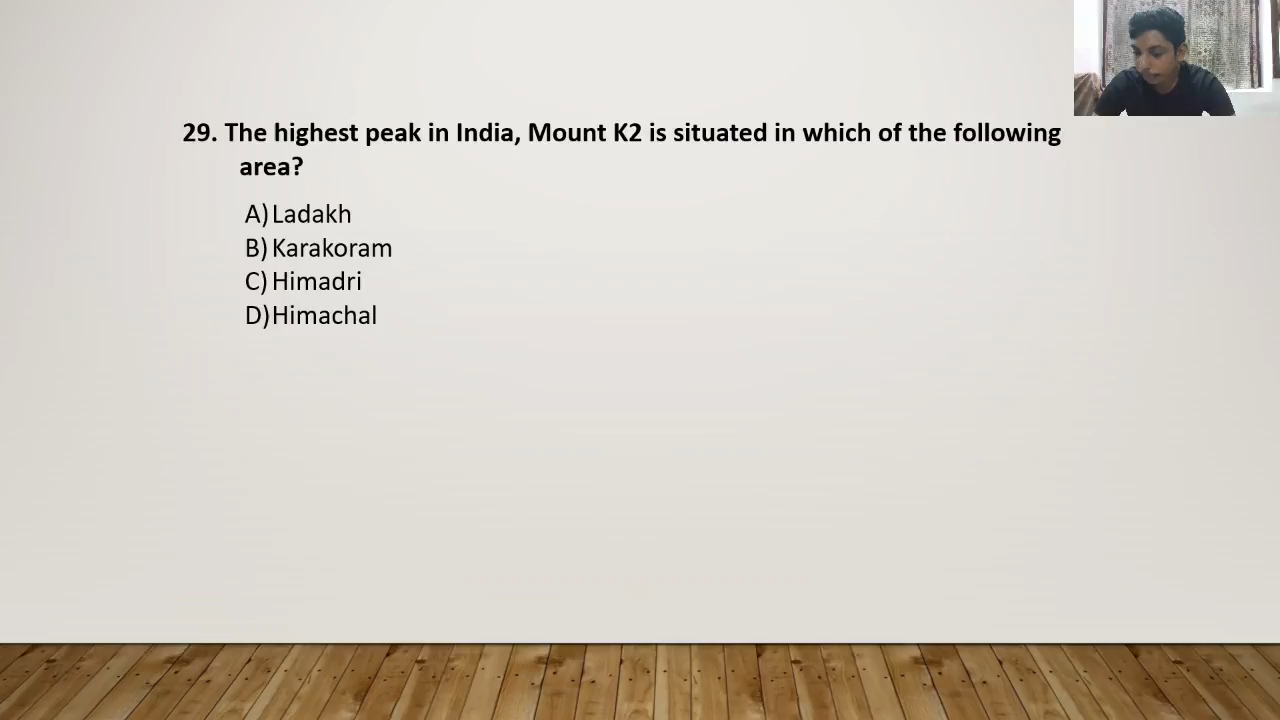 29. The highest peak in India, Mount K2 is situated in which of the following
area?
A) Ladakh
B) Karakoram
C) Himadri
D) Himachal